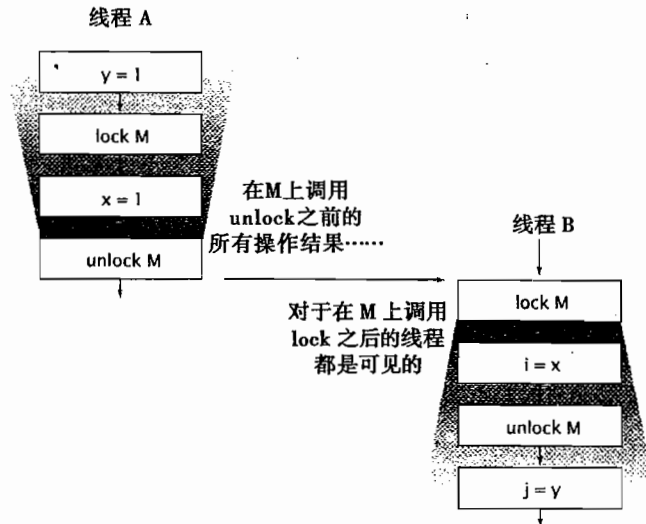 线程 A
y = 1
lock M
x = 1
unlock M
在M上调用
unlock之前的
所有操作结果……
线程 B
对于在 M 上调用
lock 之后的线程
都是可见的
lock M
i = x
unlock M
j = y